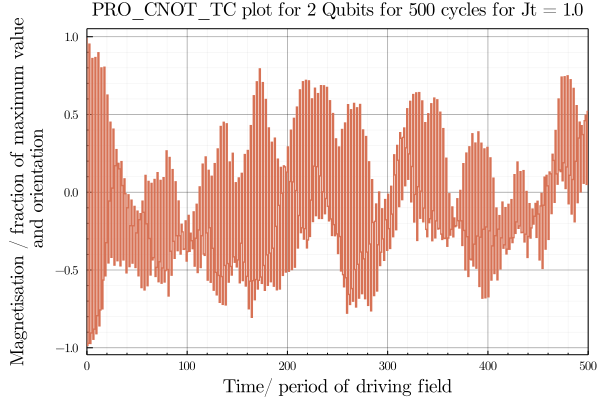 PRO_CNOT_TC plot for 2 Qubits for 500 cycles for Jt = 1.0
Magnetisation / fraction of maximum value
and orientation
1.0
0.5
0.0
−0.5
−1.0
0 100 200 300 400 500
Time/ period of driving field